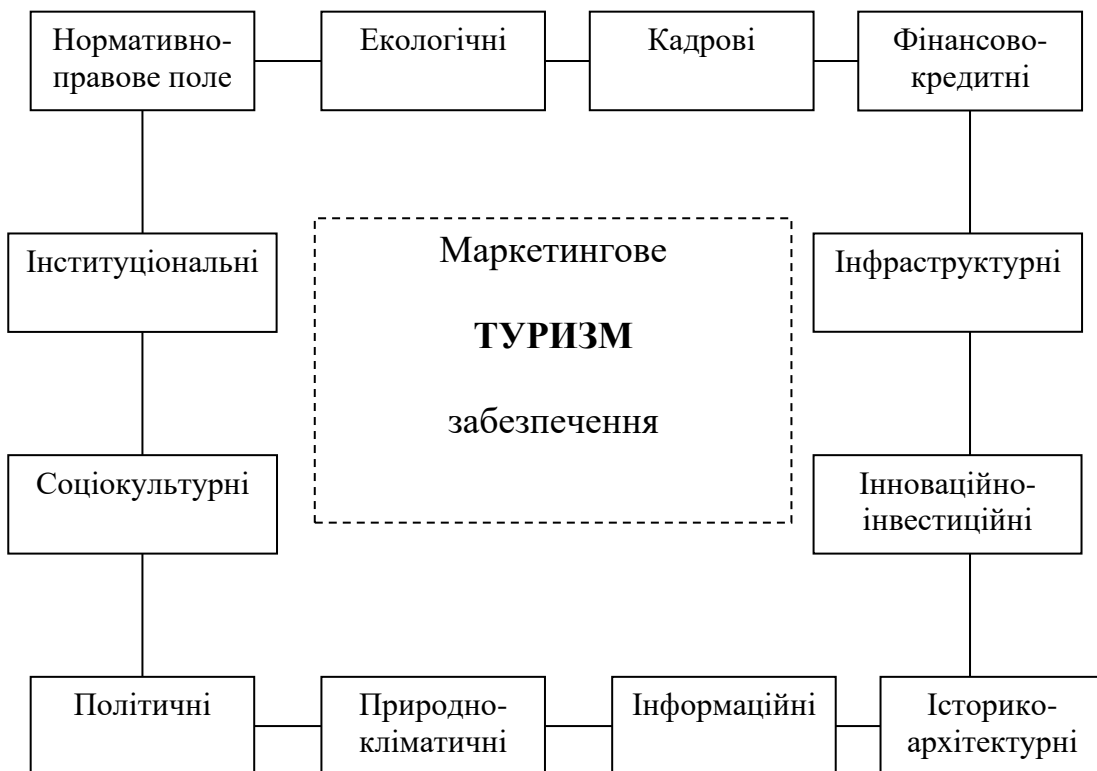 Нормативно-
правове поле
Екологічні
Кадрові
Фінансово-
кредитні
Інституціональні
Маркетингове
ТУРИЗМ
забезпечення
Інфраструктурні
Соціокультурні
Інноваційно-
інвестиційні
Політичні
Природно-
кліматичні
Інформаційні
Історико-
архітектурні